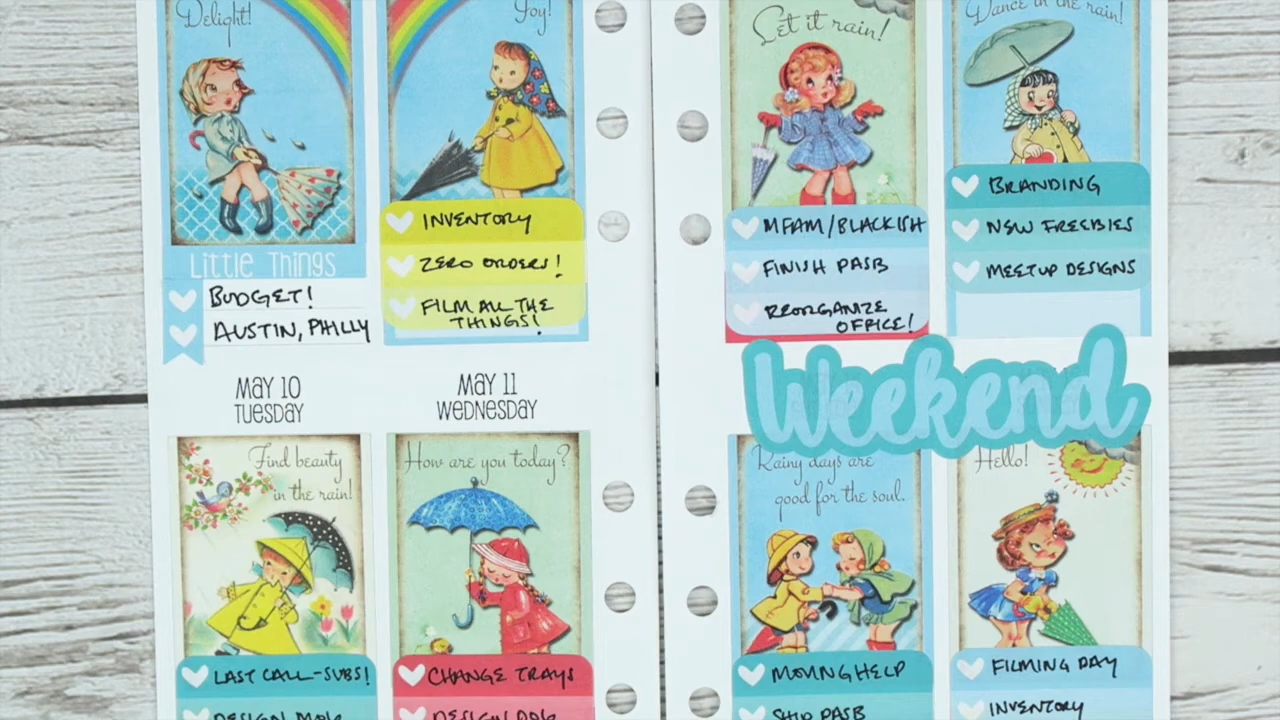 Delight!
Little Things
BUDGET!
AUSTIN, PHILLY
Joy!
INVENTORY
ZERO ORDERS!
FILM ALL THE
THINGS!
Let it rain!
MFAM/BLACKISH
FINISH PASB
REORGANIZE
OFFICE!
Dance in the rain!
BRANDING
NEW FREEBIES
MEETUP DESIGNS
MAY 10
TUESDAY
Find beauty
in the rain!
LAST CALL-SUBS!
MAY 11
WEDNESDAY
How are you today?
CHANGE TRAYS
Weekend
Rainy days are
good for the soul.
MOVING HELP
SHIP PASB
Hello!
FILMING DAY
INVENTORY